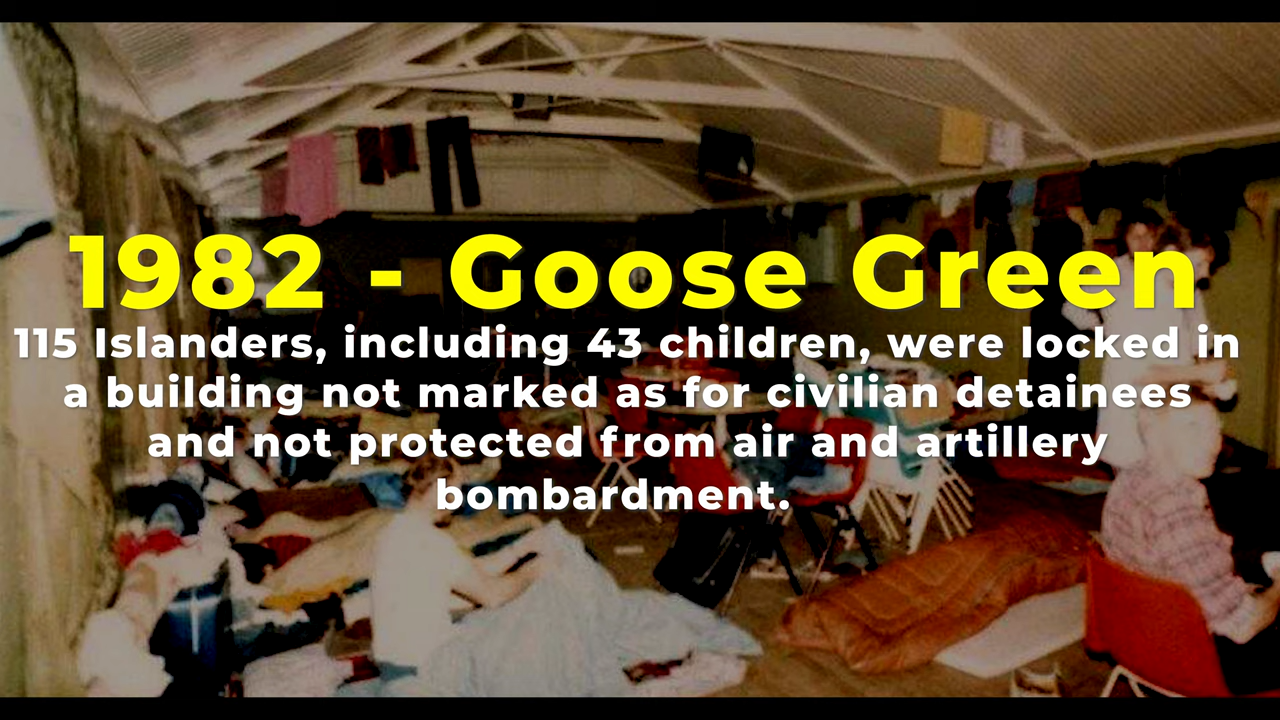 1982 - Goose Green
115 Islanders, including 43 children, were locked in
a building not marked as for civilian detainees
and not protected from air and artillery
bombardment.